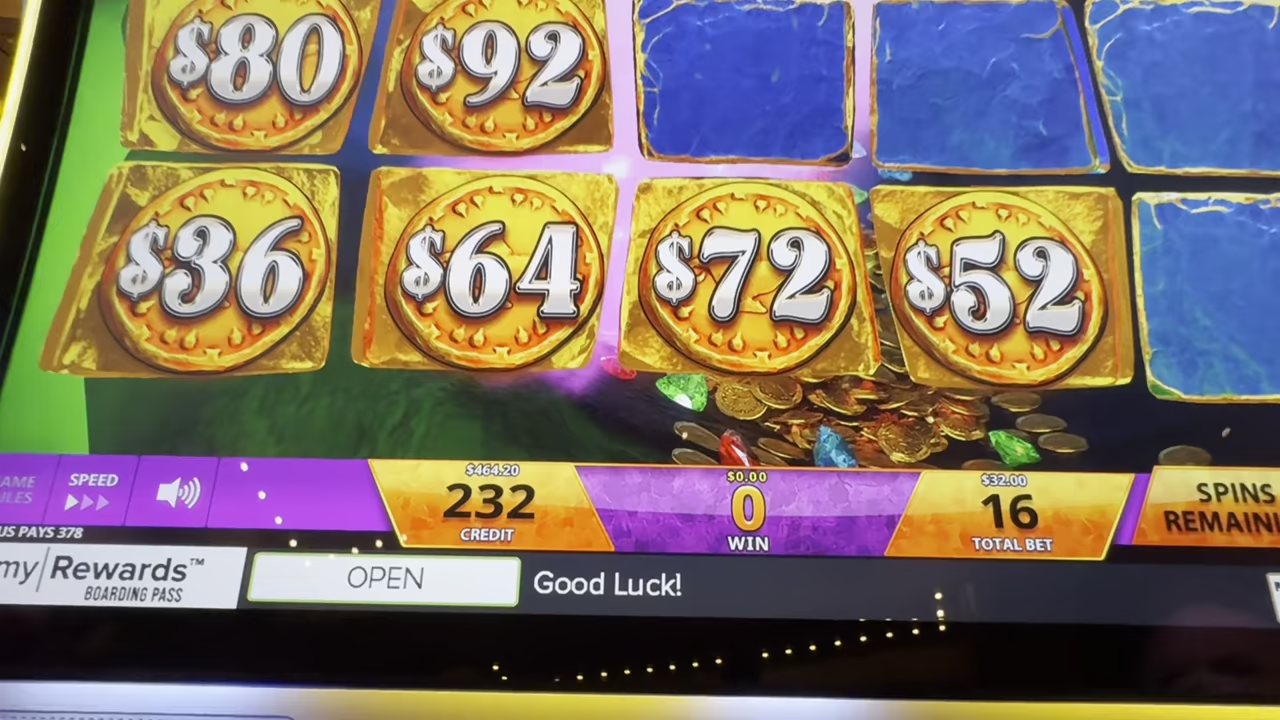 $80 $92
$36 $64 $72 $52
SPEED
$464.20
232
CREDIT
$0.00
0
WIN
$32.00
16
TOTAL BET
SPINS
PAYS 378
my|Rewards™
BOARDING PASS
OPEN
Good Luck!